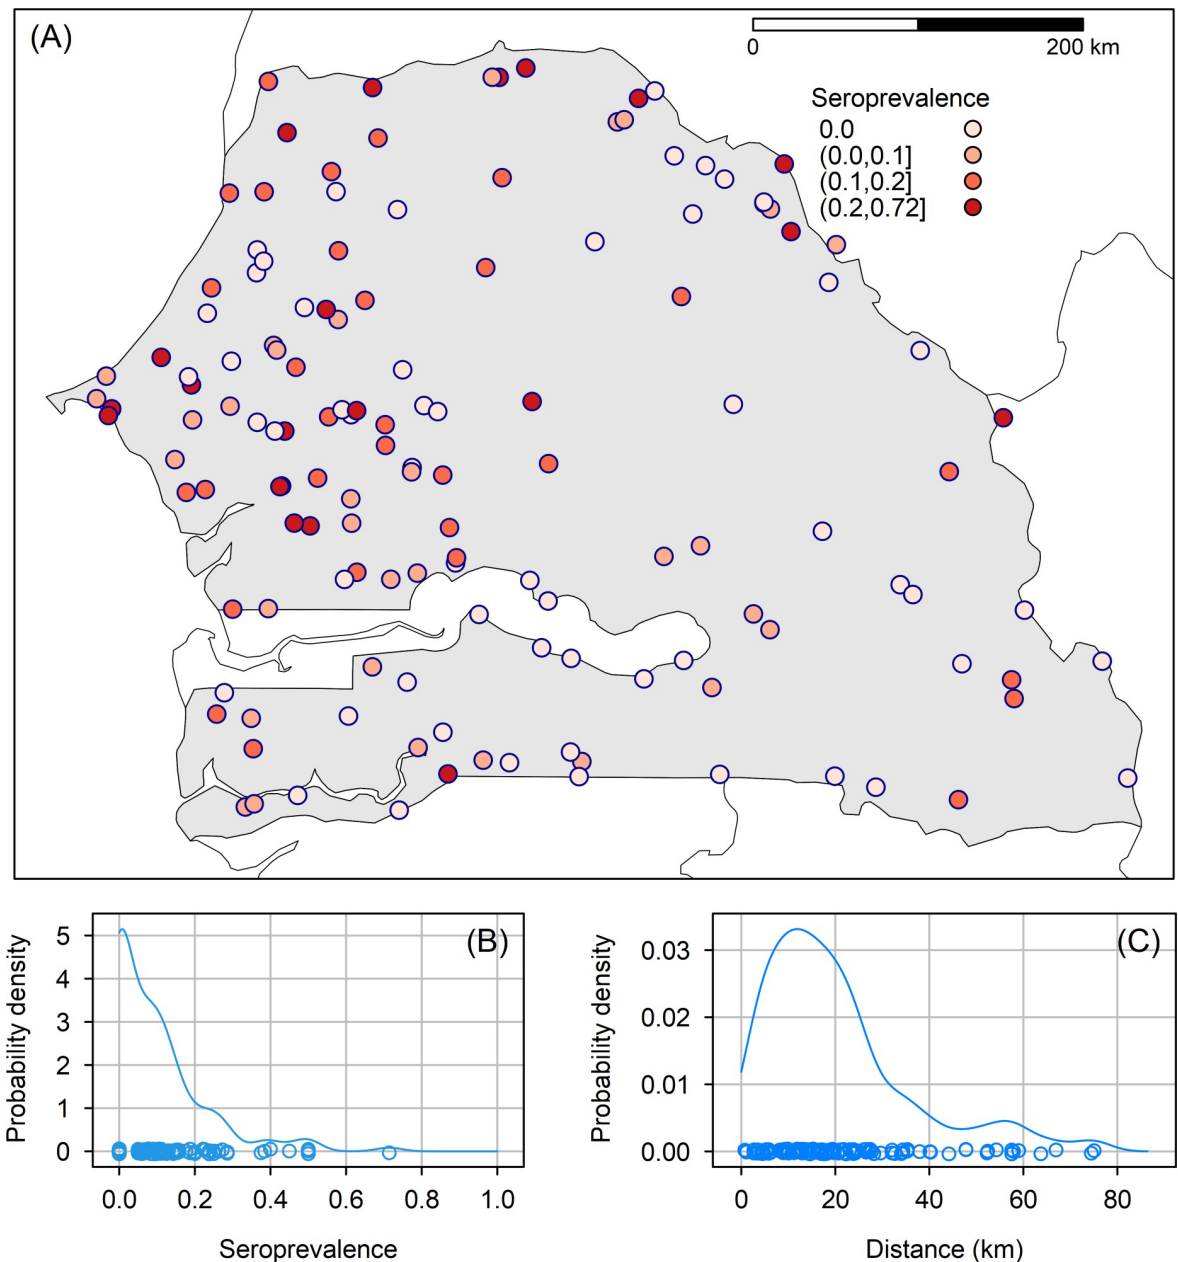 (A)
0 200 km
Seroprevalence
0.0
(0.0,0.1]
(0.1,0.2]
(0.2,0.72]
(B)
Probability density
5
4
3
2
1
0
0.0 0.2 0.4 0.6 0.8 1.0
Seroprevalence
(C)
Probability density
0.03
0.02
0.01
0.00
0 20 40 60 80
Distance (km)